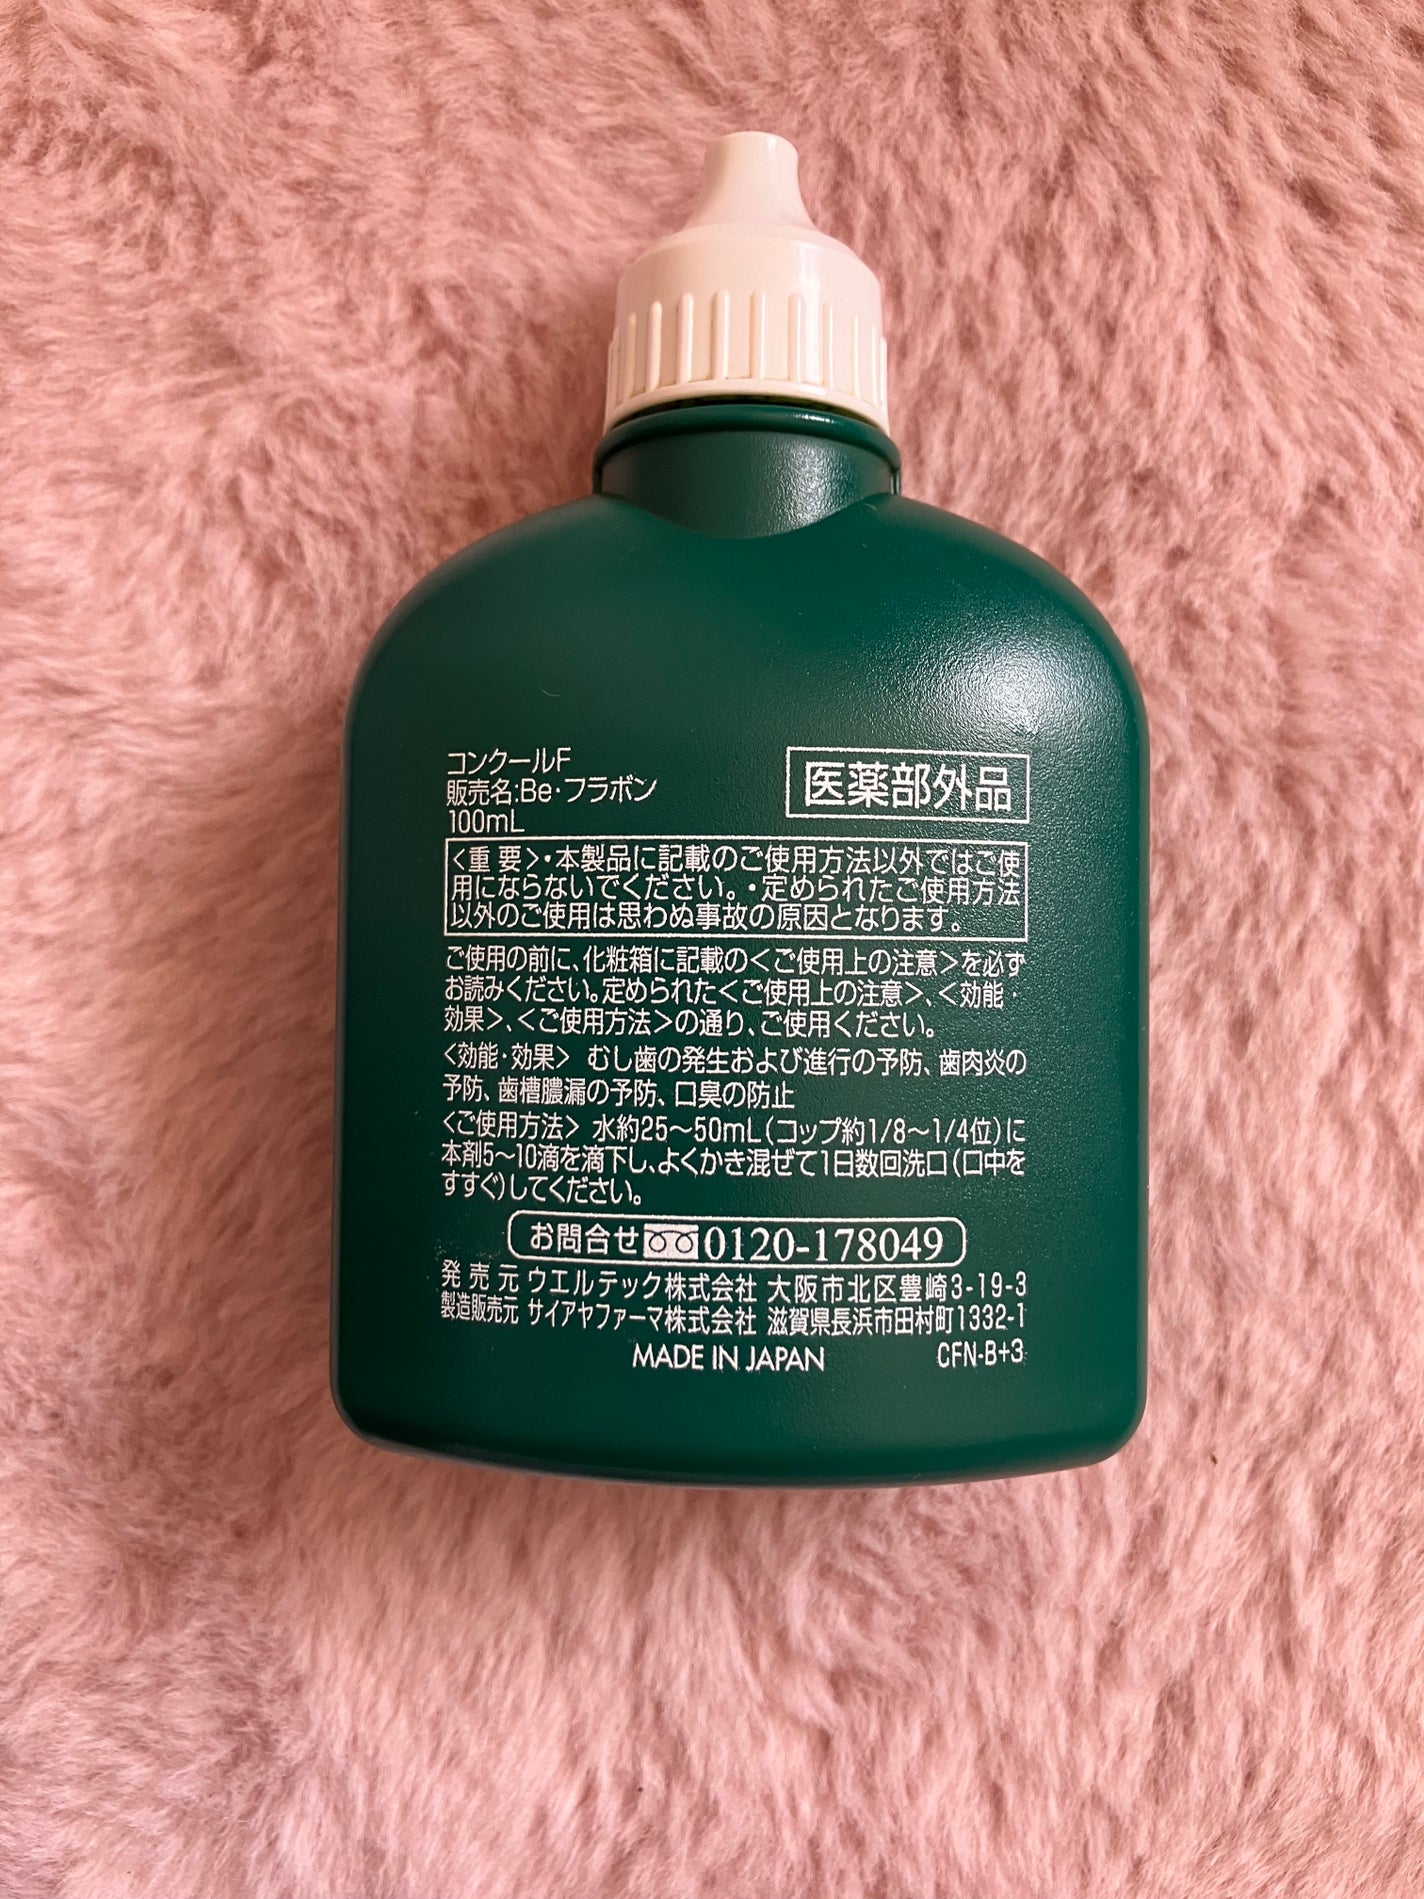 コンクールF
販売名:Be・フラボン
100mL
医薬部外品
<重要>・本製品に記載のご使用方法以外ではご使
用にならないでください。・定められたご使用方法
以外のご使用は思わぬ事故の原因となります。
ご使用の前に、化粧箱に記載の<ご使用上の注意>を必ず
お読みください。定められた<ご使用上の注意>、<効能・
効果>、<ご使用方法>の通り、ご使用ください。
<効能・効果> むし歯の発生および進行の予防、歯肉炎の
予防、歯槽膿漏の予防、口臭の防止
<ご使用方法> 水約25~50mL(コップ約1/8~1/4位)に
本剤5~10滴を滴下し、よくかき混ぜて1日数回洗口(口中を
すすぐ)してください。
お問合せ 0120-178049
発売元 ウエルテック株式会社 大阪市北区豊崎3-19-3
製造販売元 サイアヤファーマ株式会社 滋賀県長浜市田村町1332-1
MADE IN JAPAN CFN-B+3